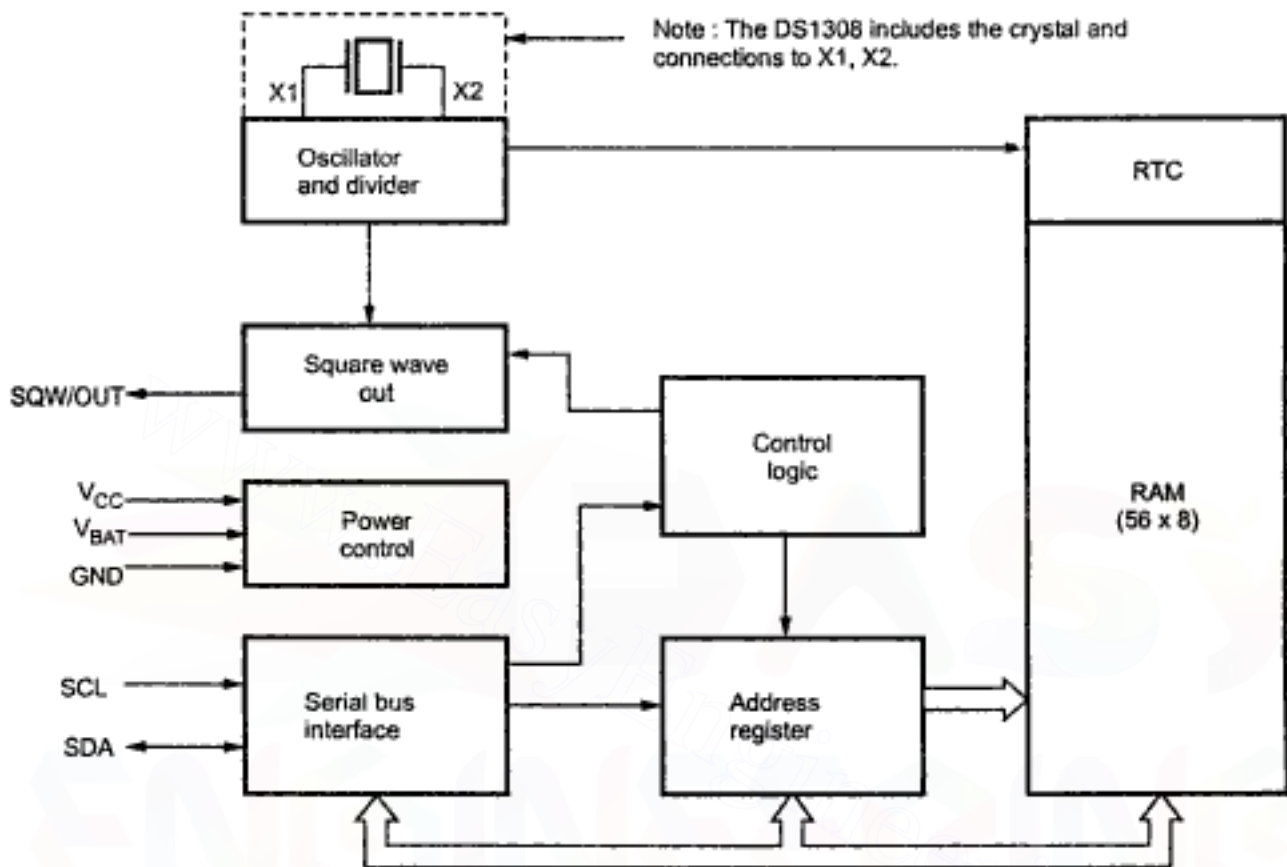 Note : The DS1308 includes the crystal and
connections to X1, X2.
X1
X2
Oscillator
and divider
RTC
Square wave
out
SQW/OUT
Control
logic
RAM
(56 x 8)
VCC
VBAT
GND
Power
control
SCL
SDA
Serial bus
interface
Address
register